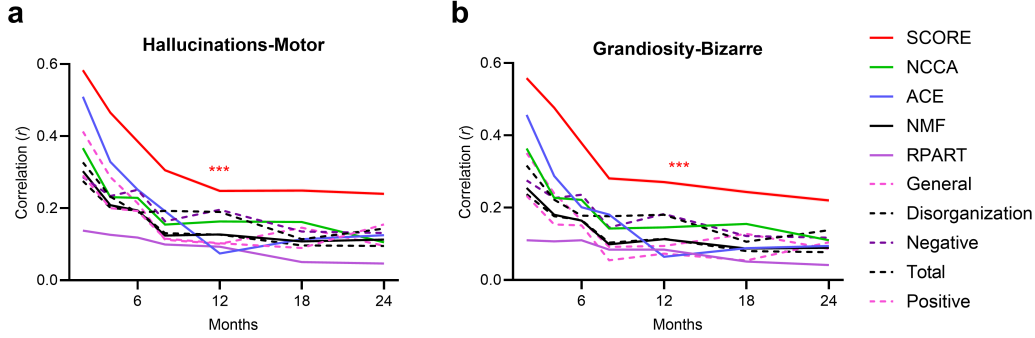 a
Hallucinations-Motor
Correlation (r)
0.6
0.4
0.2
0.0
6
12
18
24
Months
***
b
Grandiosity-Bizarre
Correlation (r)
0.6
0.4
0.2
0.0
6
12
18
24
Months
***
SCORE
NCCA
ACE
NMF
RPART
General
Disorganization
Negative
Total
Positive